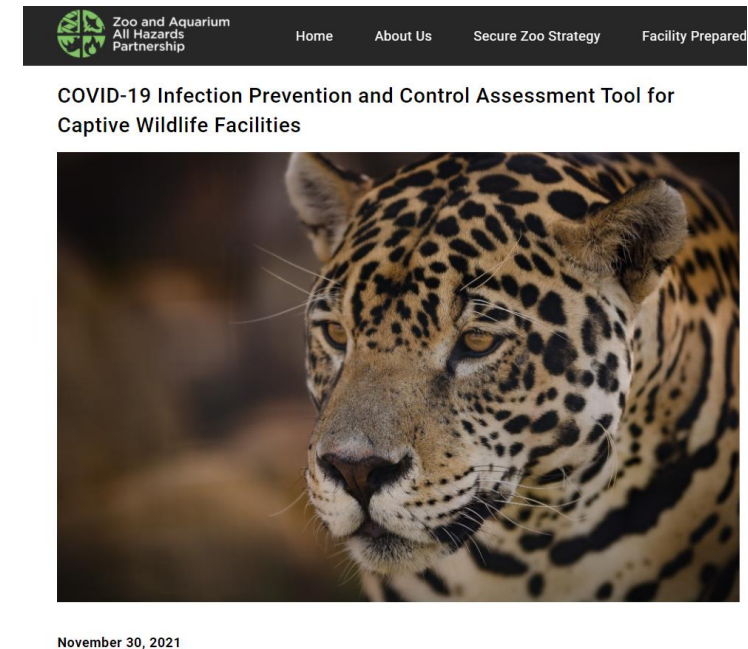 Zoo and Aquarium
All Hazards
Partnership
Home About Us Secure Zoo Strategy Facility Prepared
COVID-19 Infection Prevention and Control Assessment Tool for
Captive Wildlife Facilities
November 30, 2021